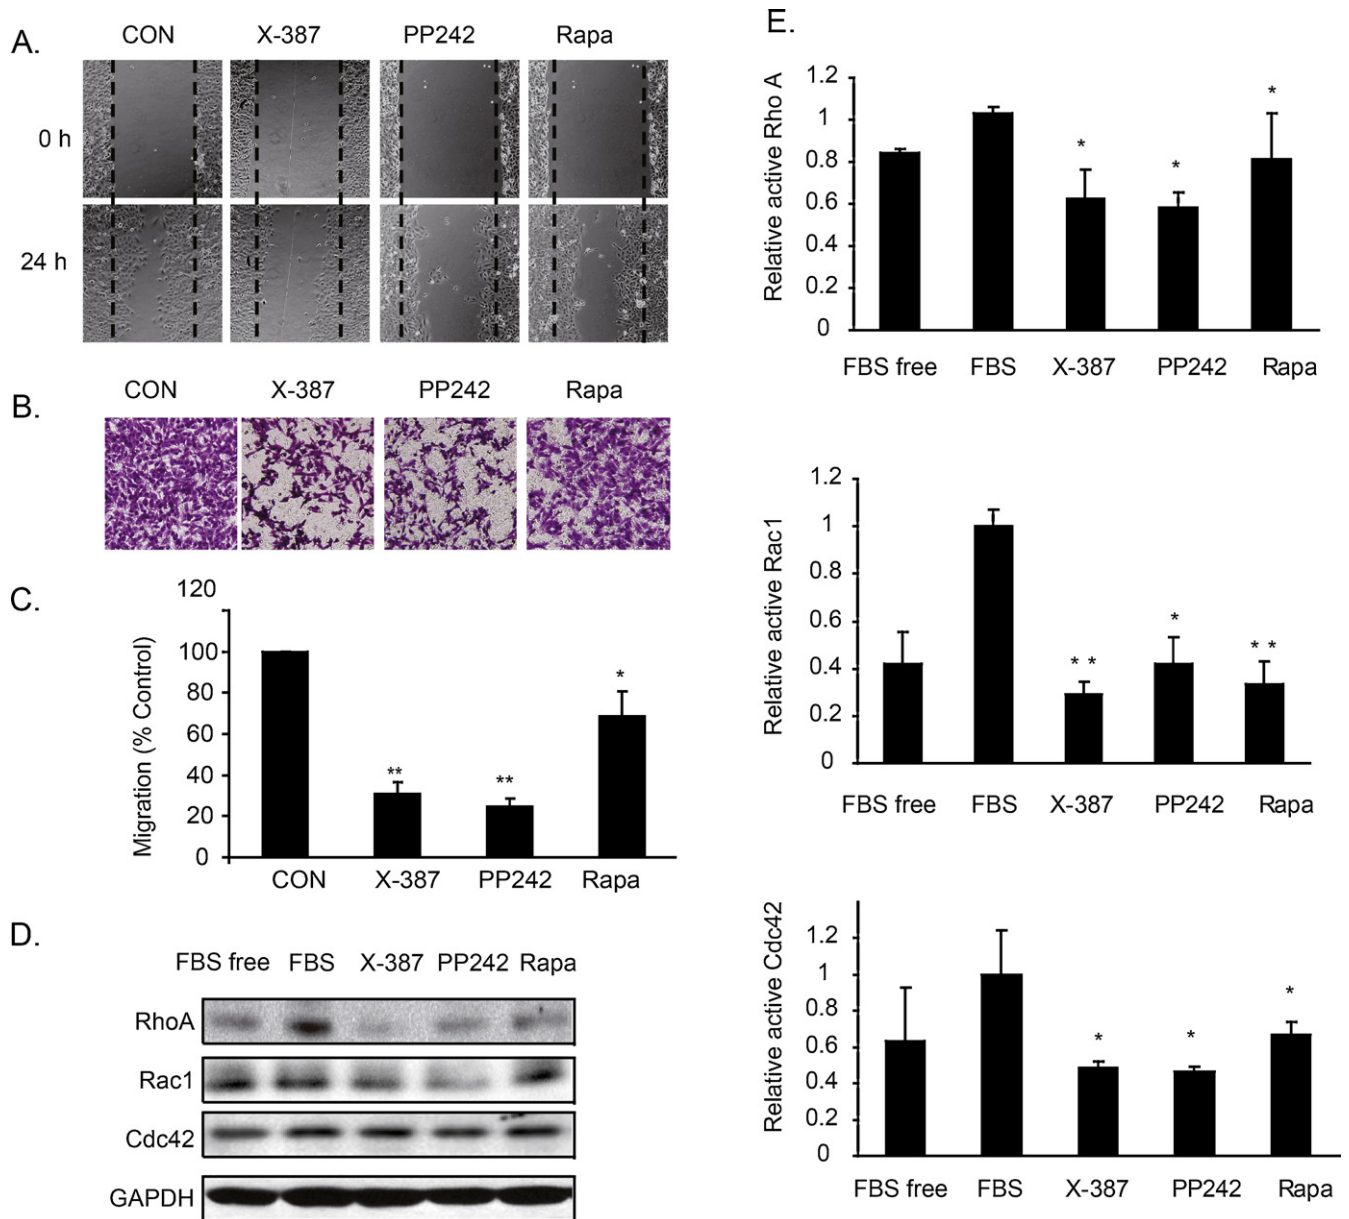 A.
CON X-387 PP242 Rapa
0 h
24 h
B.
CON X-387 PP242 Rapa
C.
Migration (% Control)
120
100
80
60
40
20
0
**
**
*
CON X-387 PP242 Rapa
D.
FBS free FBS X-387 PP242 Rapa
RhoA
Rac1
Cdc42
GAPDH
E.
Relative active Rho A
1.2
1
0.8
0.6
0.4
0.2
0
*
*
*
FBS free FBS X-387 PP242 Rapa
Relative active Rac1
1.2
1
0.8
0.6
0.4
0.2
0
* *
*
* *
FBS free FBS X-387 PP242 Rapa
Relative active Cdc42
1.2
1
0.8
0.6
0.4
0.2
0
*
*
*
FBS free FBS X-387 PP242 Rapa